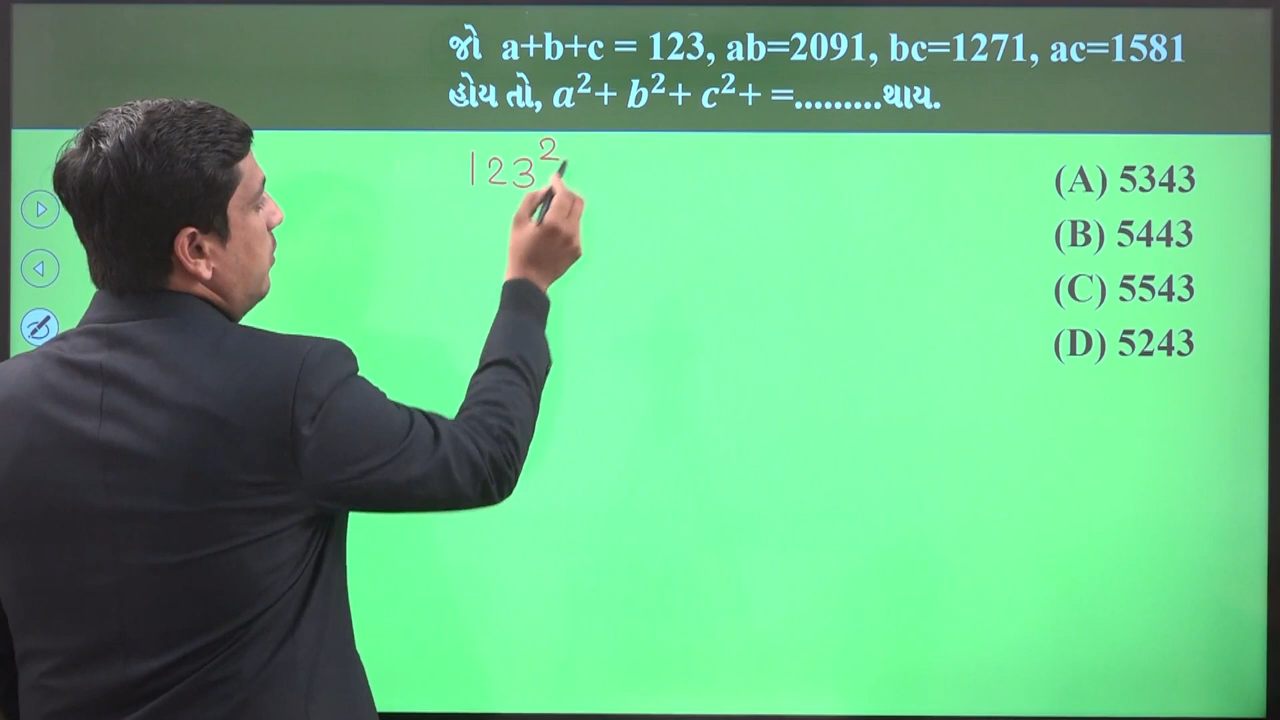 જો a+b+c = 123, ab=2091, bc=1271, ac=1581
હોય તો, a²+ b²+ c²+ =.........થાય.
123²
(A) 5343
(B) 5443
(C) 5543
(D) 5243